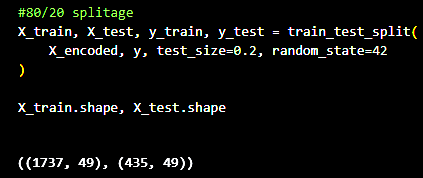 #80/20 splitage
X_train, X_test, y_train, y_test = train_test_split(
    X_encoded, y, test_size=0.2, random_state=42
)
X_train.shape, X_test.shape
((1737, 49), (435, 49))